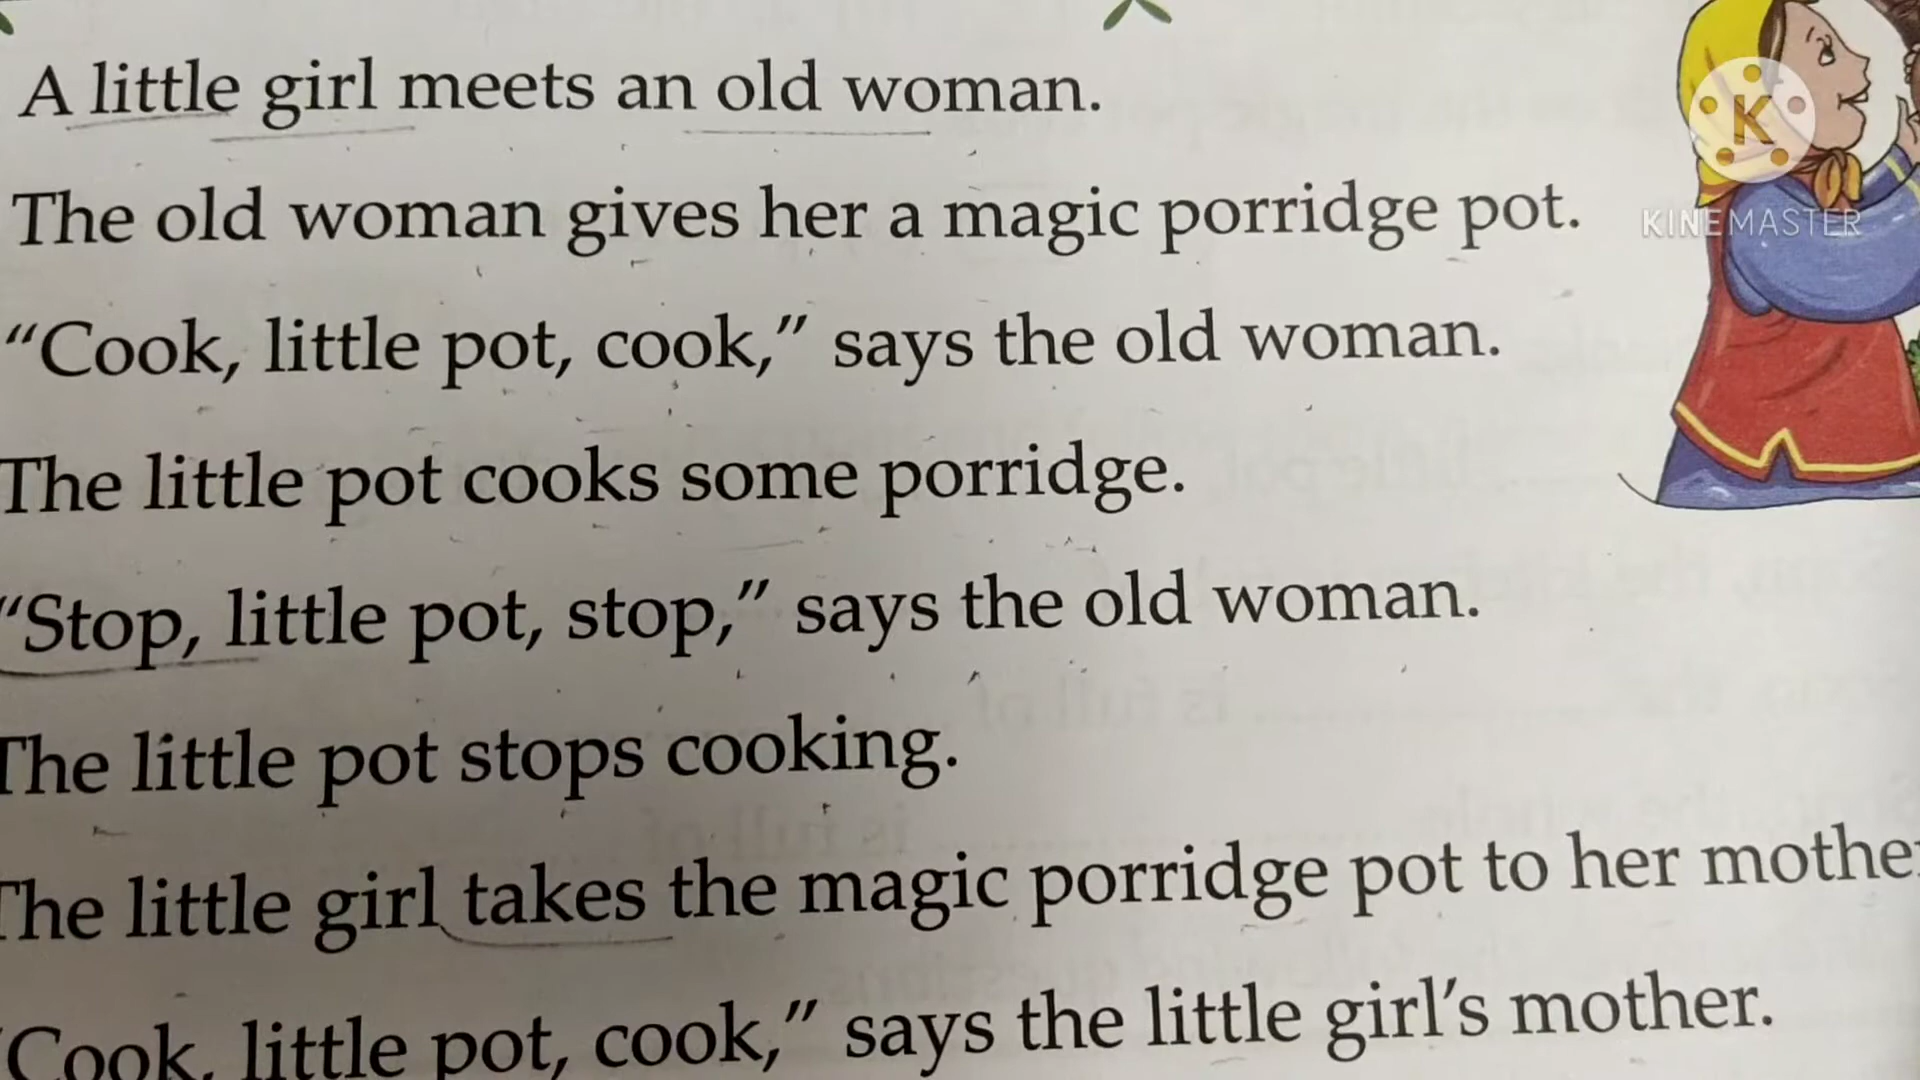 A little girl meets an old woman.
The old woman gives her a magic porridge pot.
K
KINEMASTER
“Cook, little pot, cook,” says the old woman.
The little pot cooks some porridge.
“Stop, little pot, stop,” says the old woman.
The little pot stops cooking.
The little girl takes the magic porridge pot to her mother
“Cook, little pot, cook,” says the little girl’s mother.